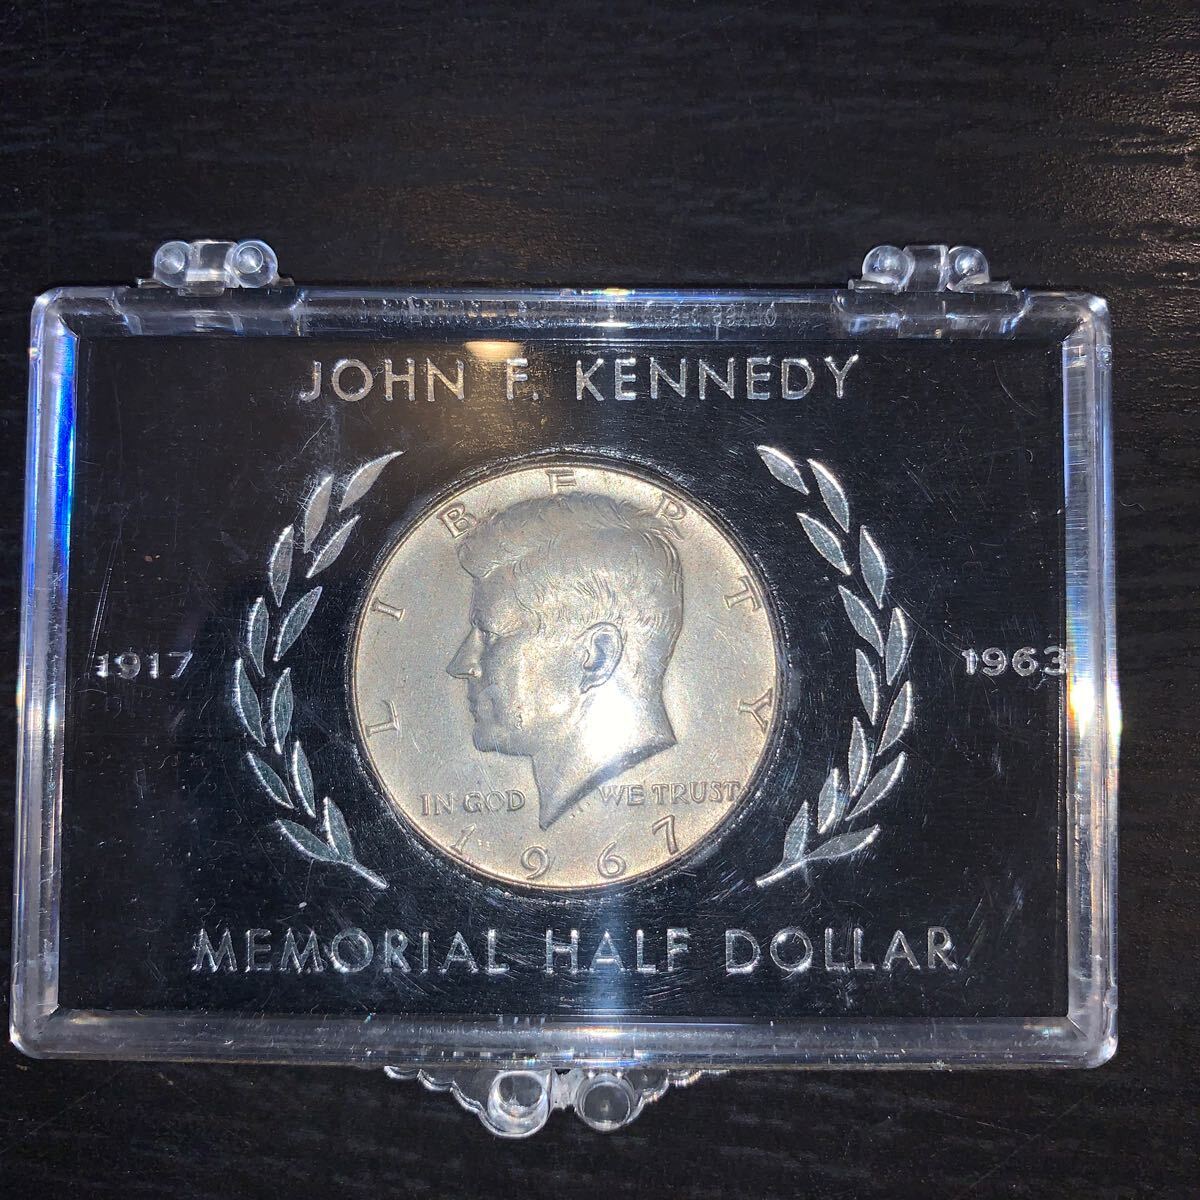 JOHN F. KENNEDY
LIBERTY
1917
1963
IN GOD WE TRUST
1967
MEMORIAL HALF DOLLAR